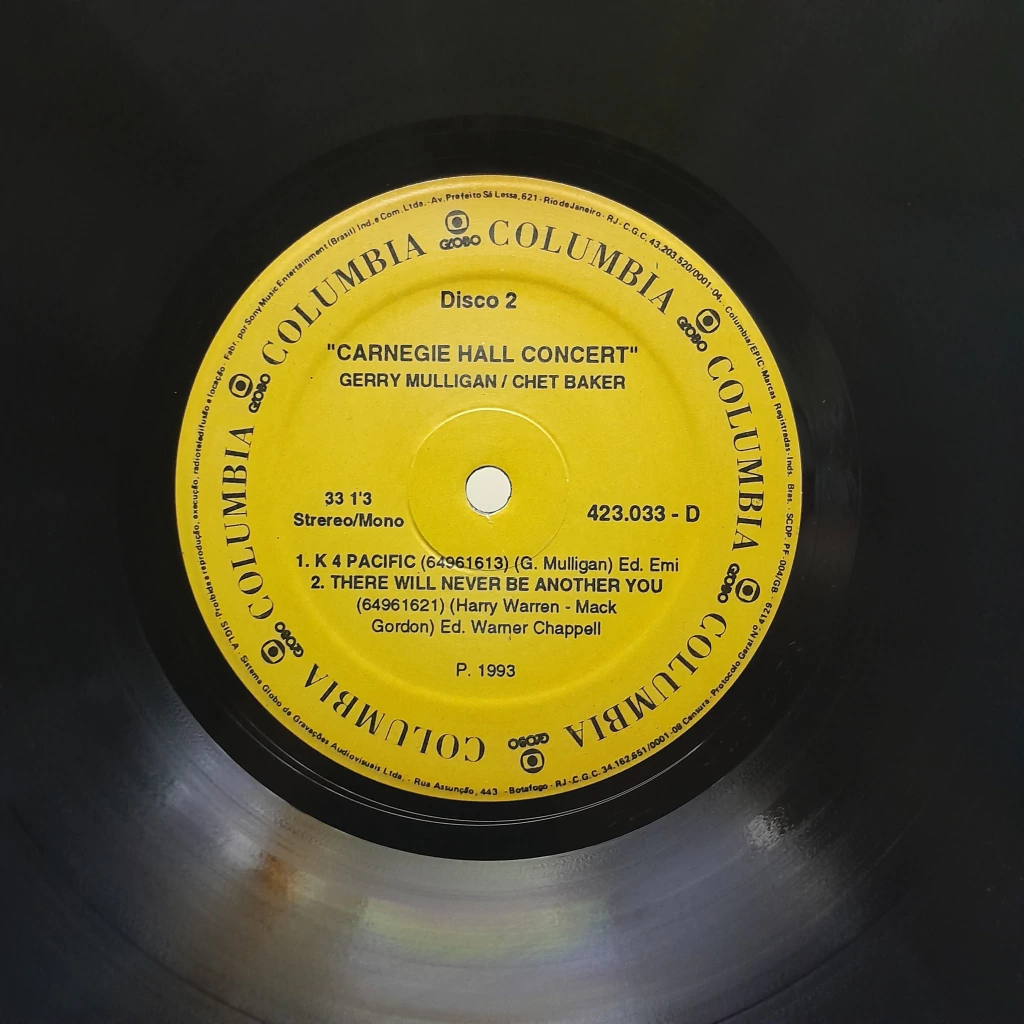 Disco 2
"CARNEGIE HALL CONCERT"
GERRY MULLIGAN / CHET BAKER
33 1'3
Strereo/Mono
423.033 - D
1. K 4 PACIFIC (64961613) (G. Mulligan) Ed. Emi
2. THERE WILL NEVER BE ANOTHER YOU
(64961621) (Harry Warren - Mack
Gordon) Ed. Warner Chappell
P. 1993
COLUMBIA GLOBO COLUMBIA GLOBO COLUMBIA GLOBO COLUMBIA GLOBO COLUMBIA GLOBO COLUMBIA GLOBO
Fabr. por Sony Music Entertainment (Brasil) Ind. e Com. Ltda. - Av. Prefeito Sá Lessa, 621 - Rio de Janeiro - RJ - C.G.C. 43.203.520/0001-04. Columbia/EPIC-Marcas Registradas - Inds. Bras. - SCDP. PF-004/GB - Protocolo Geral Nº 4129 - 08 Censura -
SIGLA - Sistema Globo de Gravações Audiovisuais Ltda. - Rua Assunção, 443 - Botafogo - RJ - C.G.C. 34.162.651/0001-
Proibida a reprodução, execução, radioteledifusão e locação -